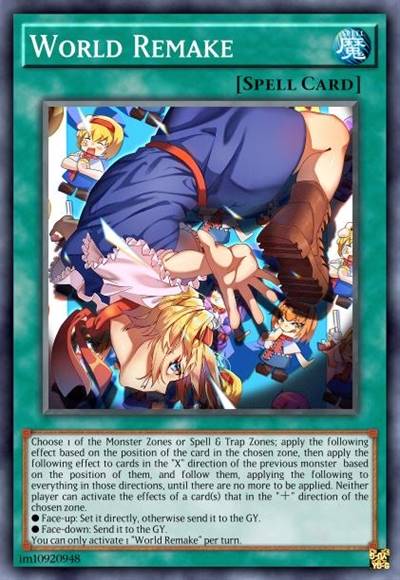 World Remake
SPELL
魔
[Spell Card]
Choose 1 of the Monster Zones or Spell & Trap Zones; apply the following
effect based on the position of the card in the chosen zone, then apply the
following effect to cards in the "X" direction of the previous monster based
on the position of them, and follow them, applying the following to
everything in those directions, until there are no more to be applied. Neither
player can activate the effects of a card(s) that in the "＋" direction of the
chosen zone.
● Face-up: Set it directly, otherwise send it to the GY.
● Face-down: Send it to the GY.
You can only activate 1 "World Remake" per turn.
im10920948